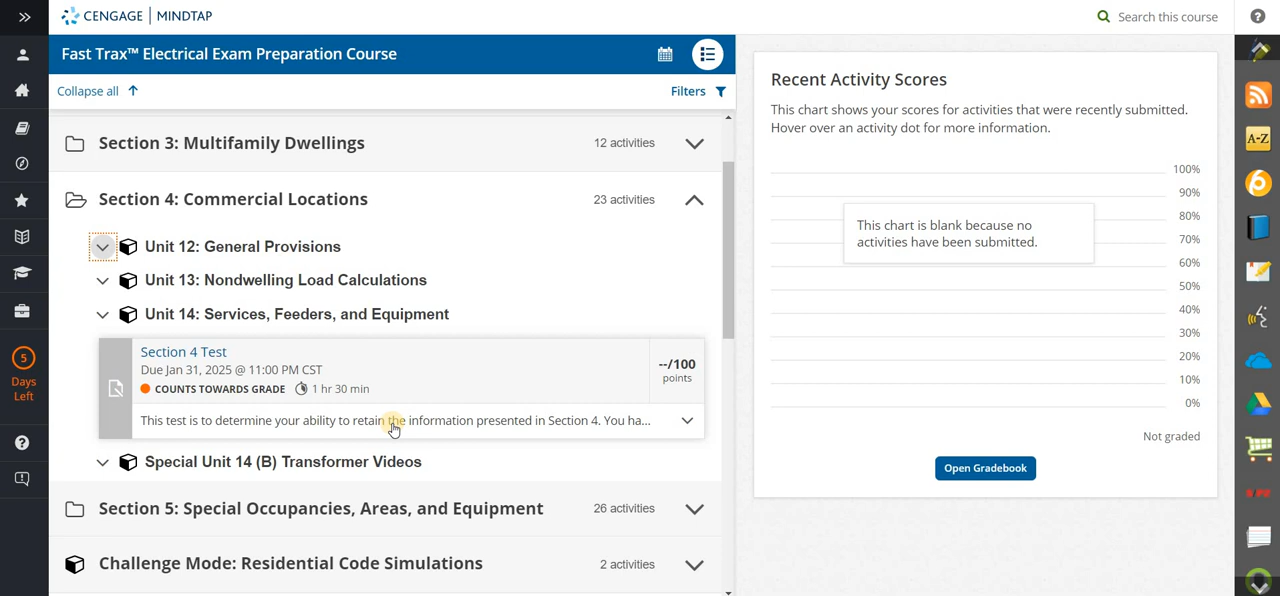 CENGAGE | MINDTAP
Search this course
Fast Trax™ Electrical Exam Preparation Course
Collapse all
Filters
Section 3: Multifamily Dwellings
12 activities
Section 4: Commercial Locations
23 activities
Unit 12: General Provisions
Unit 13: Nondwelling Load Calculations
Unit 14: Services, Feeders, and Equipment
Section 4 Test
Due Jan 31, 2025 @ 11:00 PM CST
COUNTS TOWARDS GRADE
1 hr 30 min
--/100
points
This test is to determine your ability to retain the information presented in Section 4. You ha...
Special Unit 14 (B) Transformer Videos
Section 5: Special Occupancies, Areas, and Equipment
26 activities
Challenge Mode: Residential Code Simulations
2 activities
5
Days
Left
Recent Activity Scores
This chart shows your scores for activities that were recently submitted.
Hover over an activity dot for more information.
100%
90%
80%
70%
60%
50%
40%
30%
20%
10%
0%
This chart is blank because no
activities have been submitted.
Not graded
Open Gradebook
A-Z